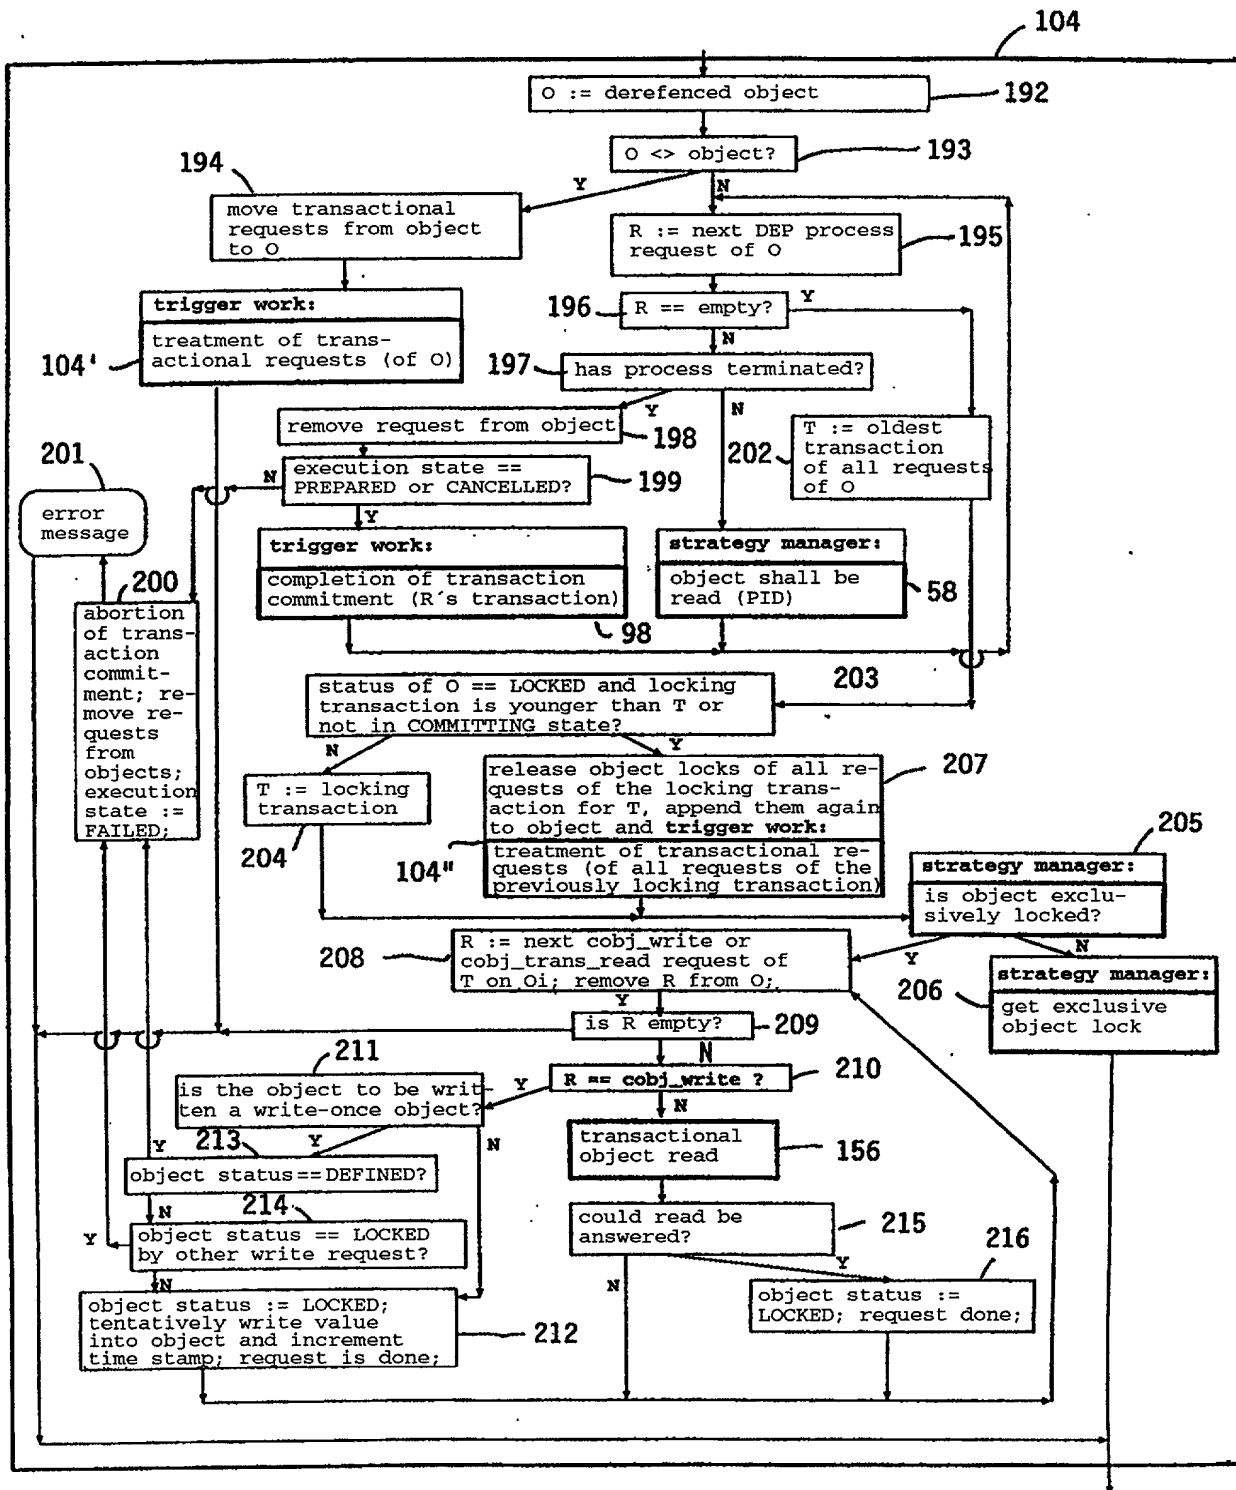 104
O := derefenced object
192
O <> object?
193
194
Y
N
move transactional
requests from object
to O
R := next DEP process
request of O
195
trigger work:
treatment of trans-
actional requests (of O)
104'
196
R == empty?
Y
N
197
has process terminated?
Y
N
remove request from object
198
202
T := oldest
transaction
of all requests
of O
201
error
message
N
execution state ==
PREPARED or CANCELLED?
199
Y
trigger work:
completion of transaction
commitment (R´s transaction)
98
strategy manager:
object shall be
read (PID)
58
200
abortion
of trans-
action
commit-
ment; re-
move re-
quests
from
objects;
execution
state :=
FAILED;
status of O == LOCKED and locking
transaction is younger than T or
not in COMMITTING state?
203
N
Y
T := locking
transaction
204
release object locks of all re-
quests of the locking trans-
action for T, append them again
to object and trigger work:
207
104"
treatment of transactional re-
quests (of all requests of the
previously locking transaction)
205
strategy manager:
is object exclu-
sively locked?
Y
N
208
R := next cobj_write or
cobj_trans_read request of
T on Oi; remove R from O;
206
strategy manager:
get exclusive
object lock
Y
is R empty?
209
N
211
R == cobj_write ?
210
Y
N
is the object to be writ-
ten a write-once object?
Y
N
transactional
object read
156
Y
213
object status==DEFINED?
N
214
Y
object status == LOCKED
by other write request?
N
could read be
answered?
215
N
Y
216
object status :=
LOCKED; request done;
object status := LOCKED;
tentatively write value
into object and increment
time stamp; request is done;
212